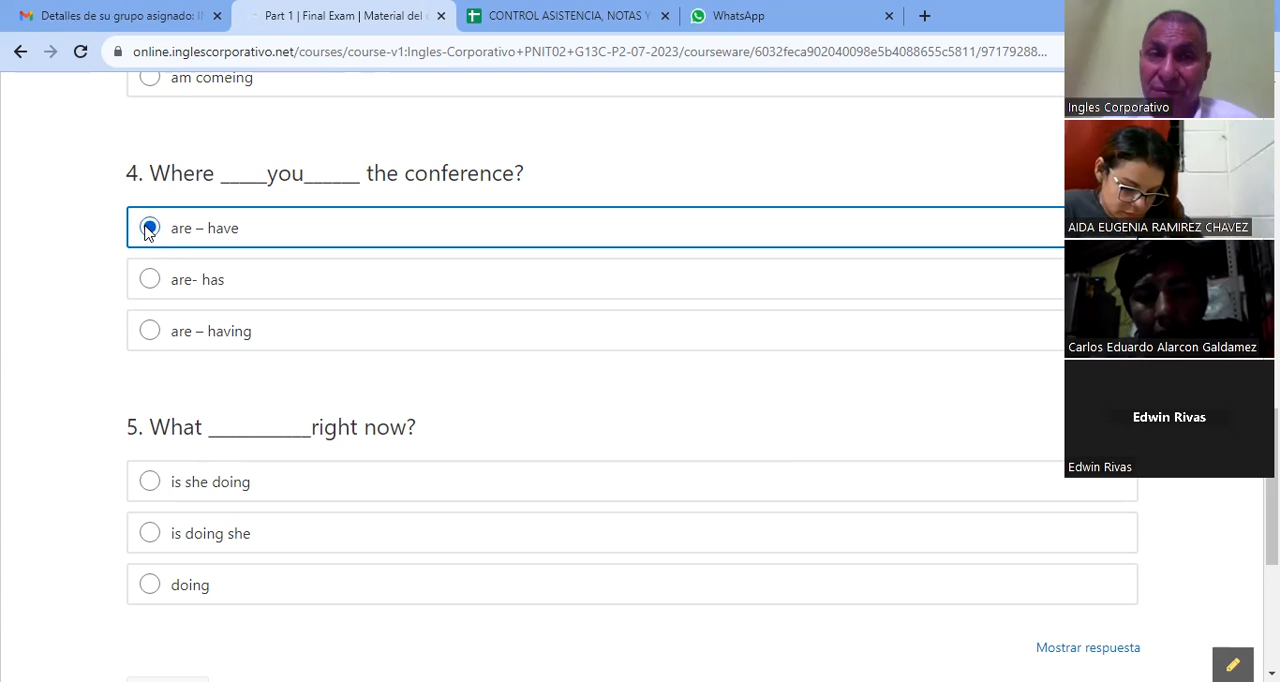 Detalles de su grupo asignado: I
Part 1 | Final Exam | Material del
CONTROL ASISTENCIA, NOTAS Y
WhatsApp
online.inglescorporativo.net/courses/course-v1:Ingles-Corporativo+PNIT02+G13C-P2-07-2023/courseware/6032feca902040098e5b4088655c5811/97179288...
am comeing
4. Where _____you______ the conference?
are – have
are- has
are – having
5. What ___________right now?
is she doing
is doing she
doing
Mostrar respuesta
Ingles Corporativo
AIDA EUGENIA RAMIREZ CHAVEZ
Carlos Eduardo Alarcon Galdamez
Edwin Rivas
Edwin Rivas